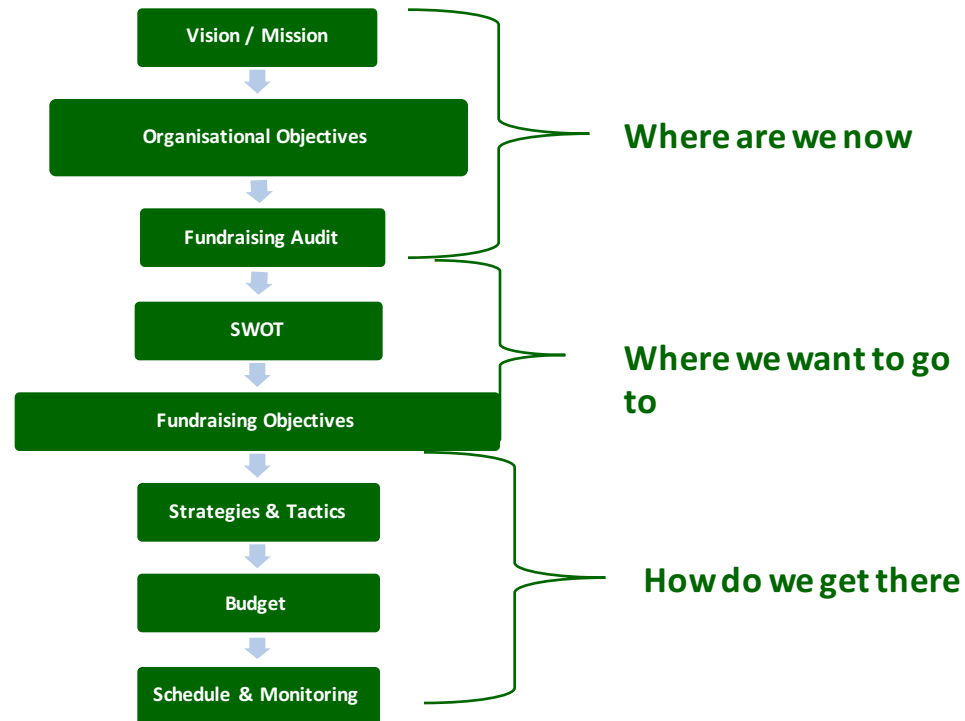 Vision / Mission
Organisational Objectives
Where are we now
Fundraising Audit
SWOT
Where we want to go
to
Fundraising Objectives
Strategies & Tactics
How do we get there
Budget
Schedule & Monitoring